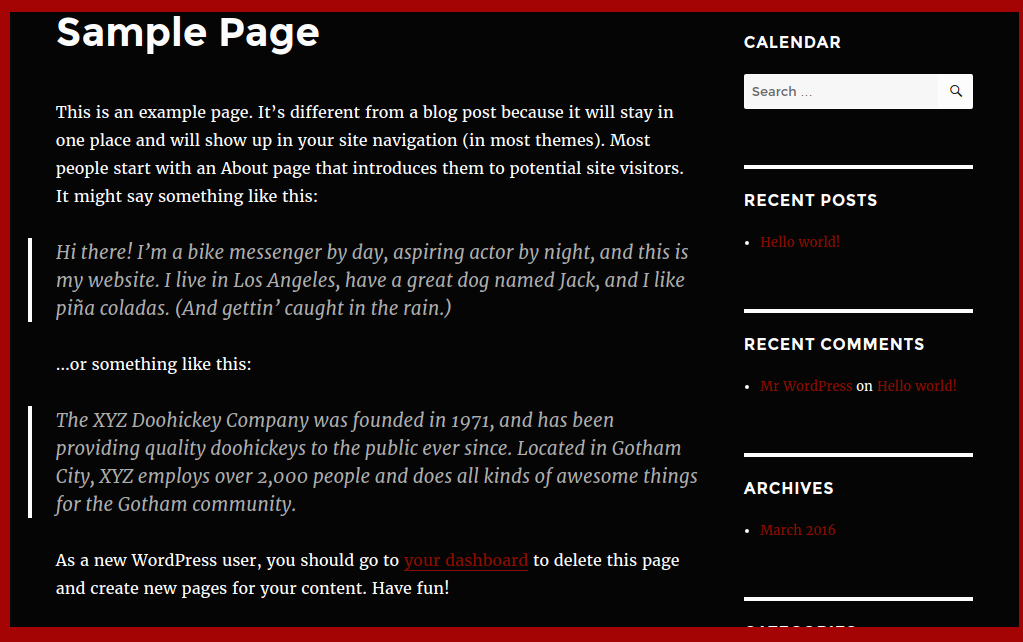 Sample Page
This is an example page. It’s different from a blog post because it will stay in
one place and will show up in your site navigation (in most themes). Most
people start with an About page that introduces them to potential site visitors.
It might say something like this:
Hi there! I’m a bike messenger by day, aspiring actor by night, and this is
my website. I live in Los Angeles, have a great dog named Jack, and I like
piña coladas. (And gettin’ caught in the rain.)
…or something like this:
The XYZ Doohickey Company was founded in 1971, and has been
providing quality doohickeys to the public ever since. Located in Gotham
City, XYZ employs over 2,000 people and does all kinds of awesome things
for the Gotham community.
As a new WordPress user, you should go to your dashboard to delete this page
and create new pages for your content. Have fun!
CALENDAR
Search …
RECENT POSTS
Hello world!
RECENT COMMENTS
Mr WordPress on Hello world!
ARCHIVES
March 2016